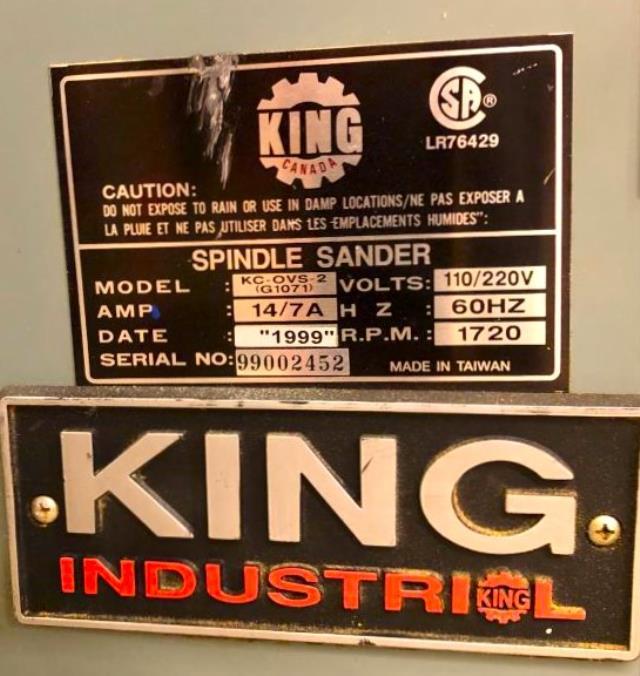 KING
CANADA
CSA ®
LR76429
CAUTION:
DO NOT EXPOSE TO RAIN OR USE IN DAMP LOCATIONS/NE PAS EXPOSER A
LA PLUIE ET NE PAS UTILISER DANS LES EMPLACEMENTS HUMIDES":
SPINDLE SANDER
MODEL : KC-OVS-2 (G1071) VOLTS: 110/220V
AMP : 14/7A H Z : 60HZ
DATE : "1999" R.P.M. : 1720
SERIAL NO: 99002452 MADE IN TAIWAN
KING
INDUSTRIAL
KING